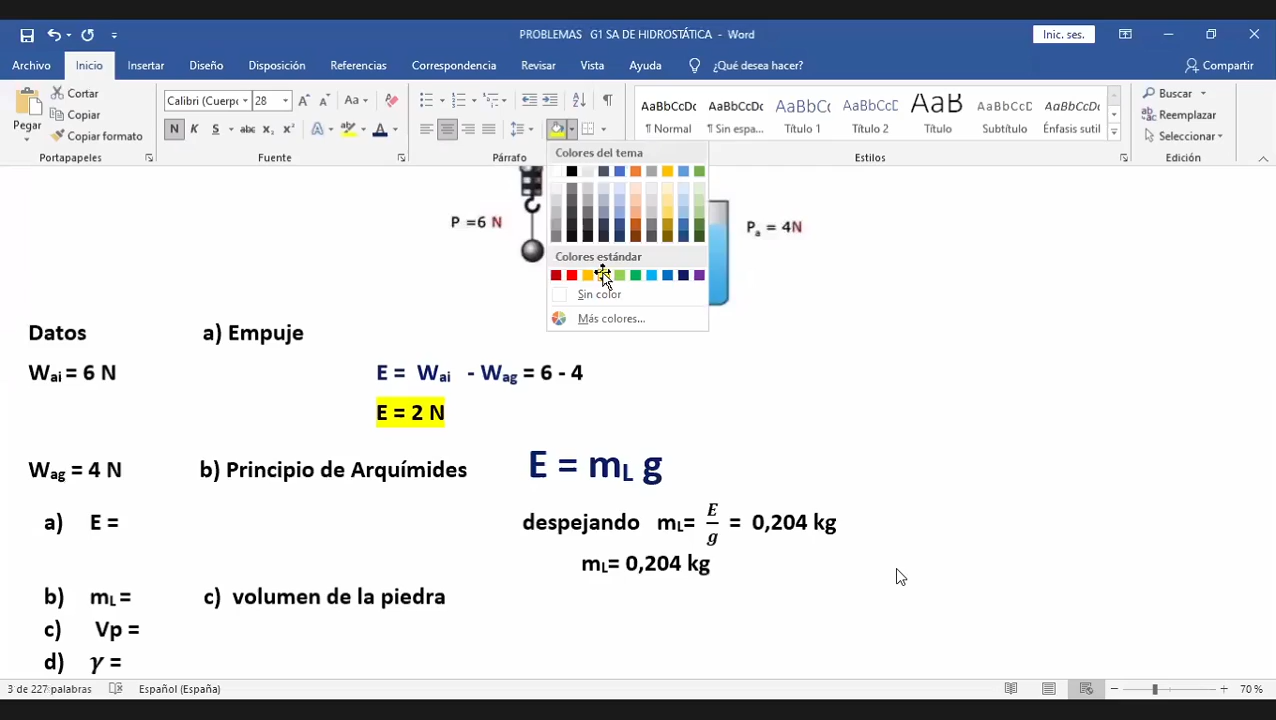 PROBLEMAS G1 SA DE HIDROSTÁTICA - Word
Inic. ses.
Archivo Inicio Insertar Diseño Disposición Referencias Correspondencia Revisar Vista Ayuda ¿Qué desea hacer? Compartir
Pegar
Cortar
Copiar
Copiar formato
Portapapeles
Calibri (Cuerpo 28
N K S abc x₂ x²
Fuente
Párrafo
AaBbCcDc AaBbCcDc AaBbCc AaBbCcD AaB AaBbCcD AaBbCcDc
¶ Normal ¶ Sin espa... Título 1 Título 2 Título Subtítulo Énfasis sutil
Estilos
Buscar
Reemplazar
Seleccionar
Edición
Colores del tema
Colores estándar
Sin color
Más colores...
P =6 N
Pₐ = 4N
Datos a) Empuje
Wai = 6 N E = Wai - Wag = 6 - 4
E = 2 N
Wag = 4 N b) Principio de Arquímides E = mL g
a) E = despejando mL= E/g = 0,204 kg
mL= 0,204 kg
b) mL = c) volumen de la piedra
c) Vp =
d) γ =
3 de 227 palabras Español (España) 70 %